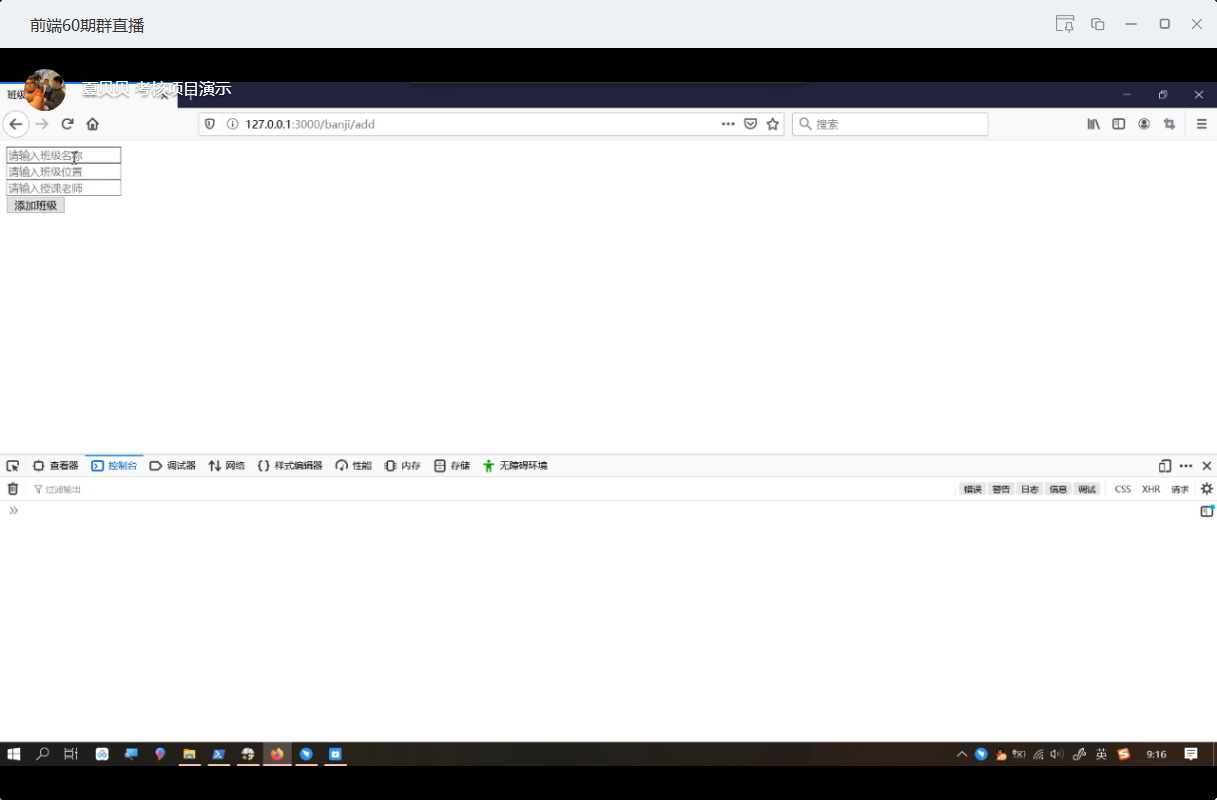 前端60期群直播
夏贝贝 考核项目演示
班级
127.0.0.1:3000/banji/add
搜索
请输入班级名称
请输入班级位置
请输入授课老师
添加班级
查看器 控制台 调试器 网络 样式编辑器 性能 内存 存储 无障碍环境
过滤输出
错误 警告 日志 信息 调试 CSS XHR 请求
英 9:16